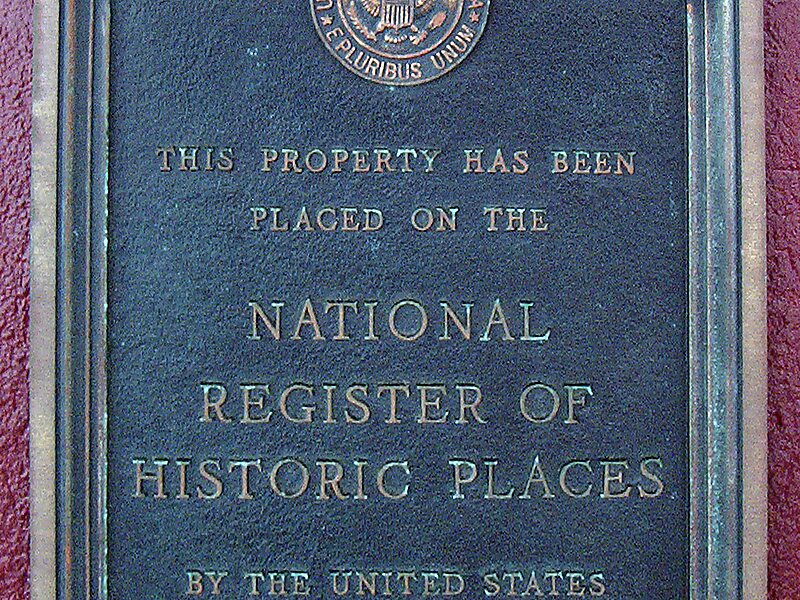 E PLURIBUS UNUM
THIS PROPERTY HAS BEEN
PLACED ON THE
NATIONAL
REGISTER OF
HISTORIC PLACES
BY THE UNITED STATES